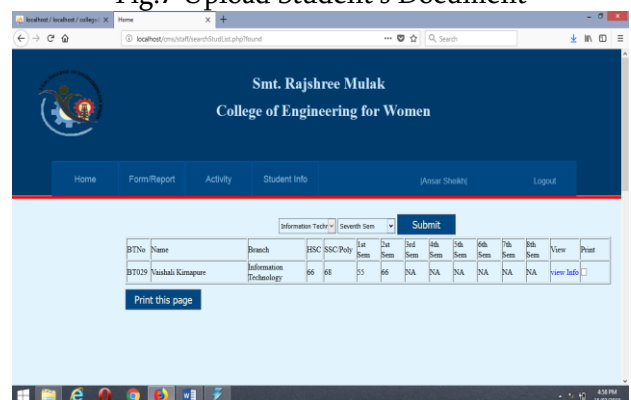 Fig.7 Upload Student's Document
localhost / localhost / college
Home
localhost/cms/staff/searchStudList.php?found
Search
Smt. Rajshree Mulak
College of Engineering for Women
Home Form/Report Activity Student Info |Amar Sheikh| Logout
Information Techr Seventh Sem Submit
BTNo Name Branch HSC SSC/Poly 1st Sem 2st Sem 3rd Sem 4th Sem 5th Sem 6th Sem 7th Sem 8th Sem View Print
BT029 Vaishali Kimapure Information Technology 66 68 55 66 NA NA NA NA NA NA view Info
Print this page
4:58 PM